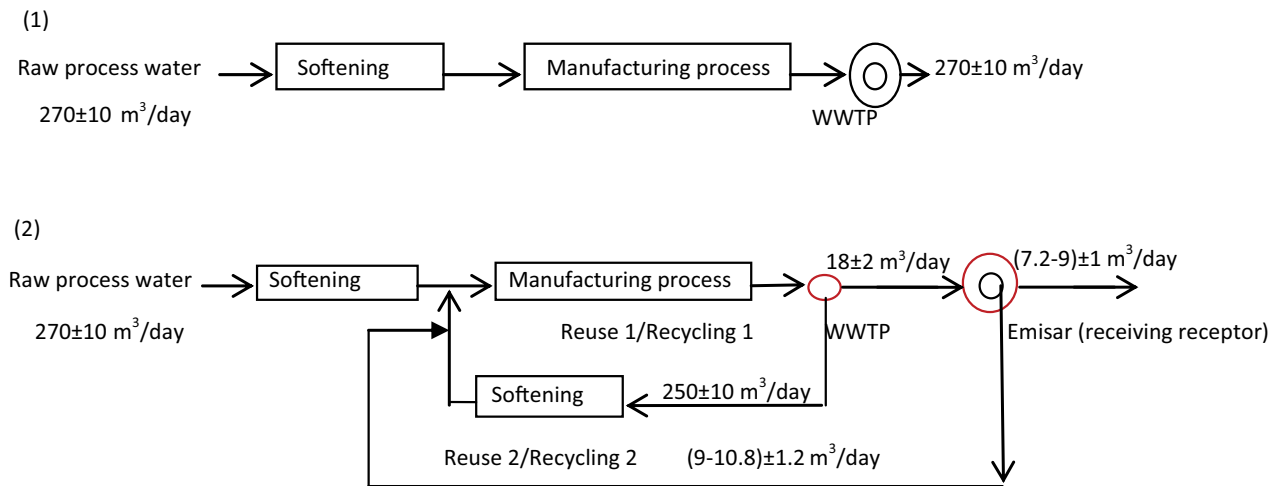 (1)
Raw process water
Softening
Manufacturing process
270±10 m³/day
270±10 m³/day
WWTP
(2)
Raw process water
Softening
Manufacturing process
18±2 m³/day
(7.2-9)±1 m³/day
270±10 m³/day
Reuse 1/Recycling 1
WWTP
Emisar (receiving receptor)
Softening
250±10 m³/day
Reuse 2/Recycling 2
(9-10.8)±1.2 m³/day